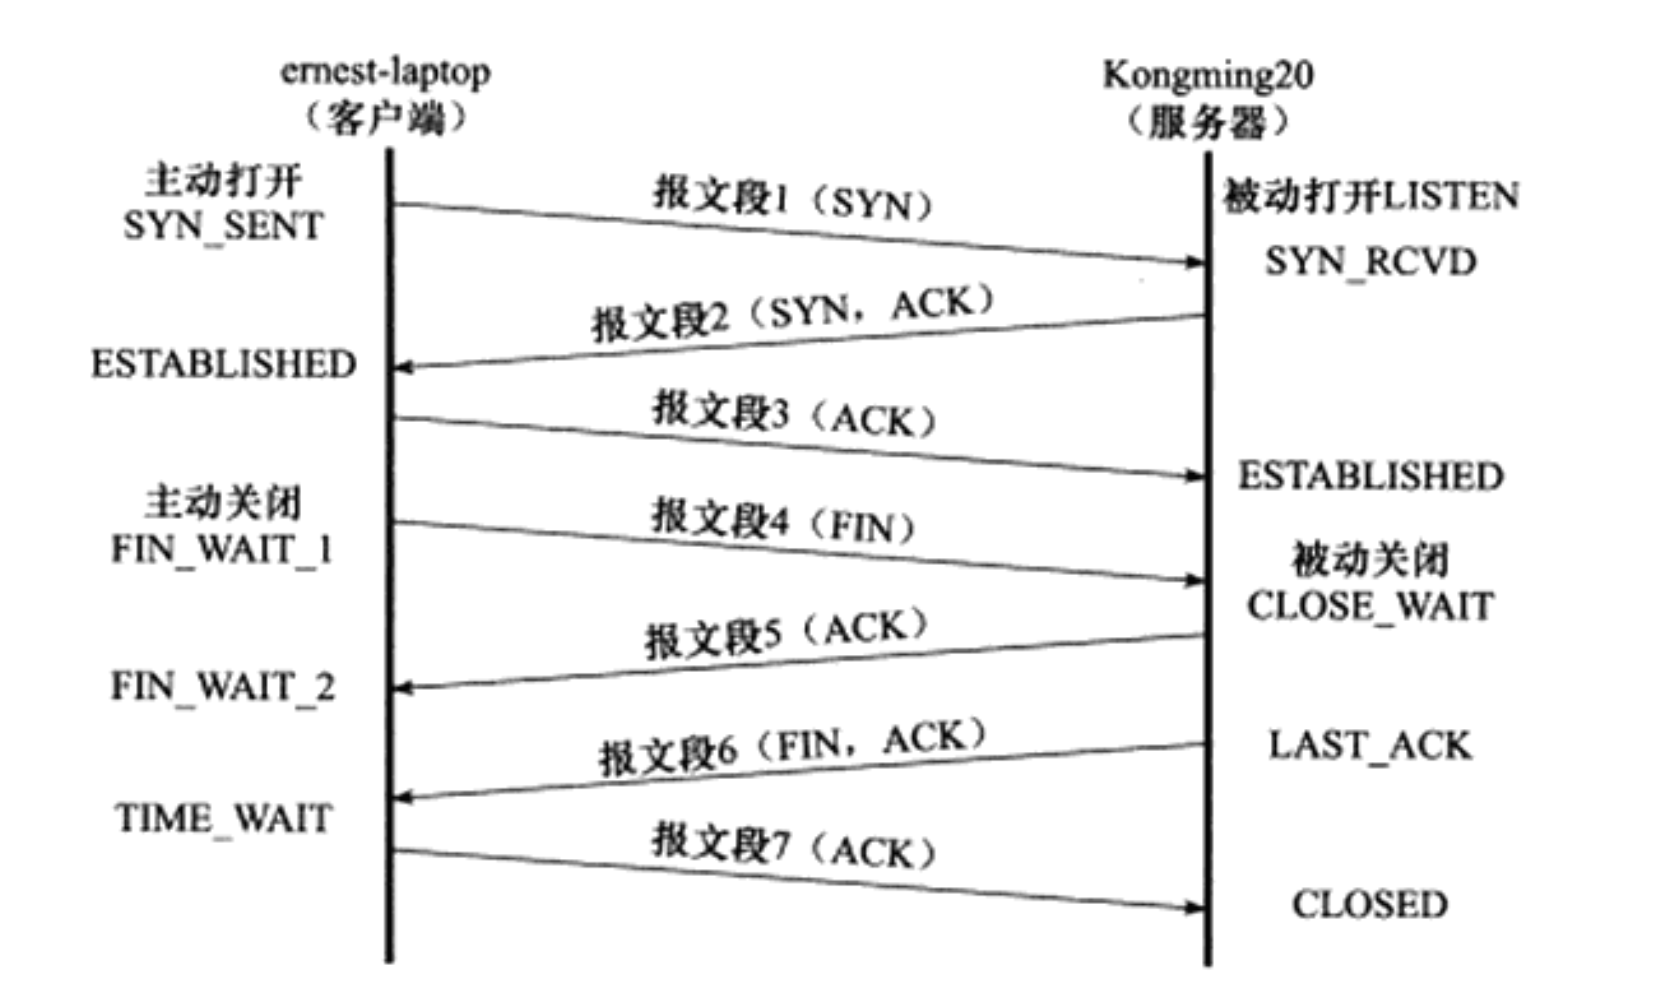 ernest-laptop
（客户端）
Kongming20
（服务器）
主动打开
SYN_SENT
报文段1（SYN）
被动打开LISTEN
SYN_RCVD
报文段2（SYN，ACK）
ESTABLISHED
报文段3（ACK）
ESTABLISHED
主动关闭
FIN_WAIT_1
报文段4（FIN）
被动关闭
CLOSE_WAIT
报文段5（ACK）
FIN_WAIT_2
报文段6（FIN，ACK）
LAST_ACK
TIME_WAIT
报文段7（ACK）
CLOSED